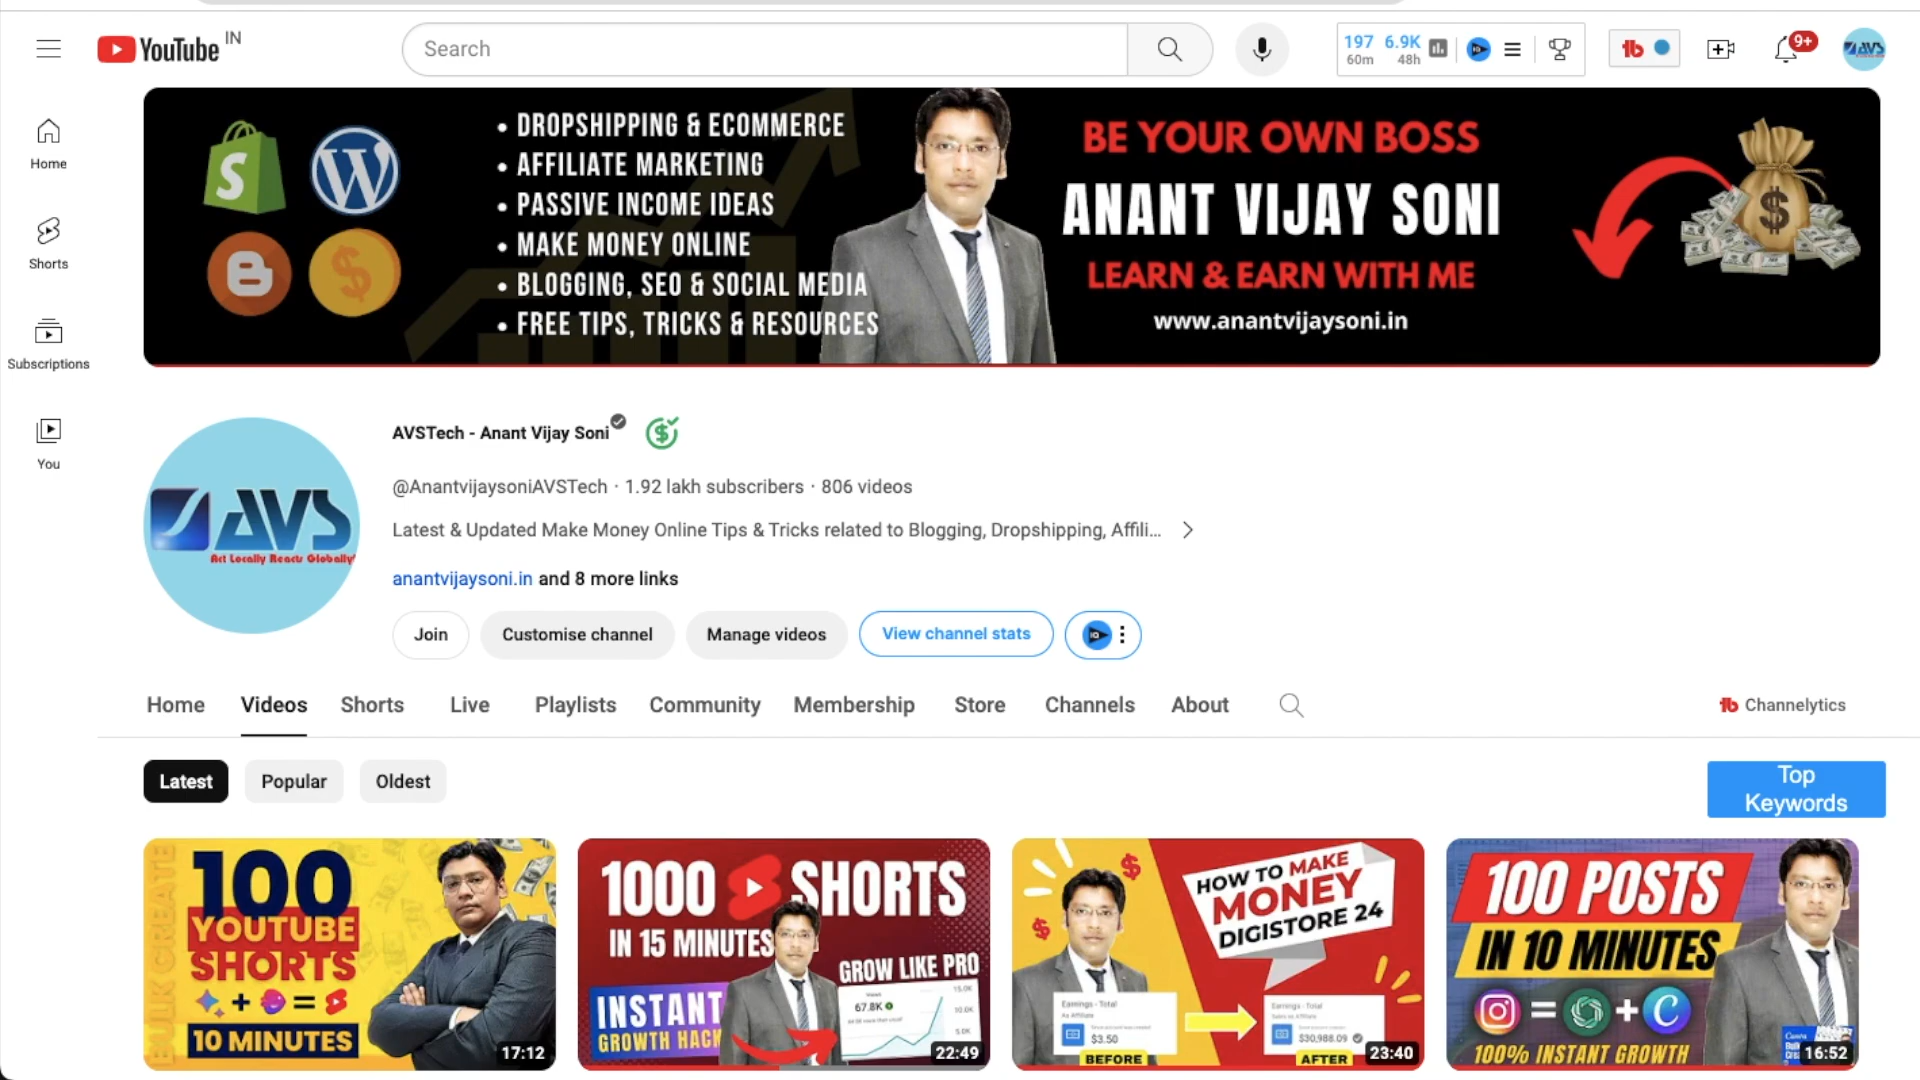 YouTube IN
Search
197 6.9K
60m 48h
9+
Home
Shorts
Subscriptions
You
• DROPSHIPPING & ECOMMERCE
• AFFILIATE MARKETING
• PASSIVE INCOME IDEAS
• MAKE MONEY ONLINE
• BLOGGING, SEO & SOCIAL MEDIA
• FREE TIPS, TRICKS & RESOURCES
BE YOUR OWN BOSS
ANANT VIJAY SONI
LEARN & EARN WITH ME
www.anantvijaysoni.in
AVS
Act Locally Reacts Globally!
AVSTech - Anant Vijay Soni
@AnantvijaysoniAVSTech · 1.92 lakh subscribers · 806 videos
Latest & Updated Make Money Online Tips & Tricks related to Blogging, Dropshipping, Affili...
anantvijaysoni.in and 8 more links
Join Customise channel Manage videos View channel stats
Home Videos Shorts Live Playlists Community Membership Store Channels About
Channelytics
Latest Popular Oldest
Top
Keywords
BULK CREATE
100
YOUTUBE
SHORTS
10 MINUTES
17:12
1000 SHORTS
IN 15 MINUTES
GROW LIKE PRO
INSTANT
GROWTH HACK
67.8K
15.0K
10.0K
5.0K
22:49
HOW TO MAKE
MONEY
DIGISTORE 24
Earnings - Total
As Affiliate
$3.50
BEFORE
Earnings - Total
$30,988.09
AFTER
23:40
100 POSTS
IN 10 MINUTES
100% INSTANT GROWTH
16:52